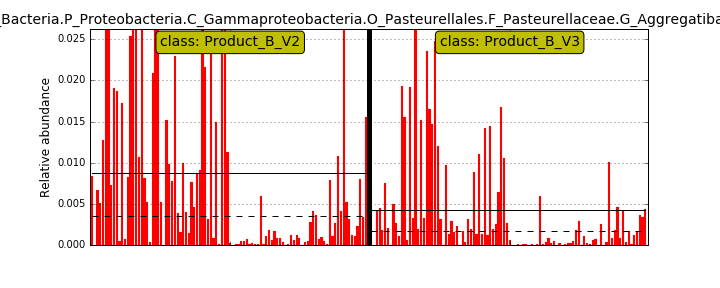 _Bacteria.P_Proteobacteria.C_Gammaproteobacteria.O_Pasteurellales.F_Pasteurellaceae.G_Aggregatiba
class: Product_B_V2
class: Product_B_V3
Relative abundance
0.025
0.020
0.015
0.010
0.005
0.000